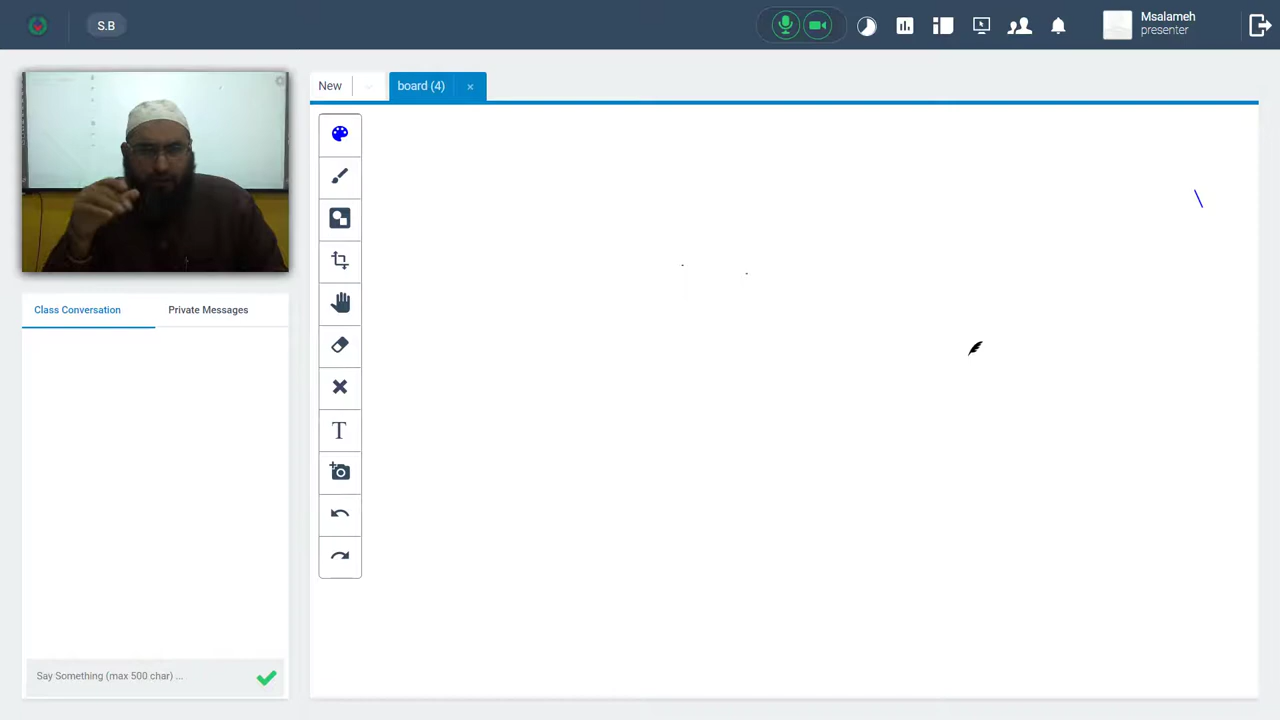 S.B
Msalameh
presenter
New
board (4)
Class Conversation
Private Messages
T
Say Something (max 500 char) ...